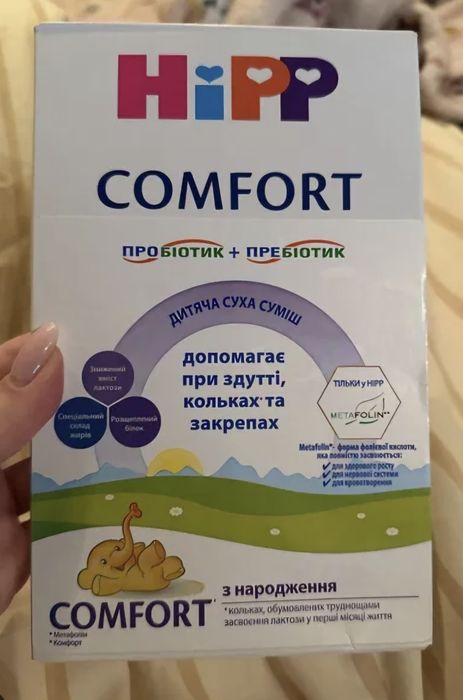 HiPP
COMFORT
ПРОБІОТИК + ПРЕБІОТИК
ДИТЯЧА СУХА СУМІШ
допомагає
при здутті,
кольках* та
закрепах
Знижений
вміст
лактози
Спеціальний
склад
жирів
Розщеплений
білок
ТІЛЬКИ у HIPP
METAFOLIN**
Metafolin®- форма фолієвої кислоти,
яка повністю засвоюється:
для здорового росту
для нервової системи
для кровотворення
COMFORT*
* Метафолін
* Комфорт
з народження
*кольках, обумовлених труднощами
засвоєння лактози у перші місяці життя